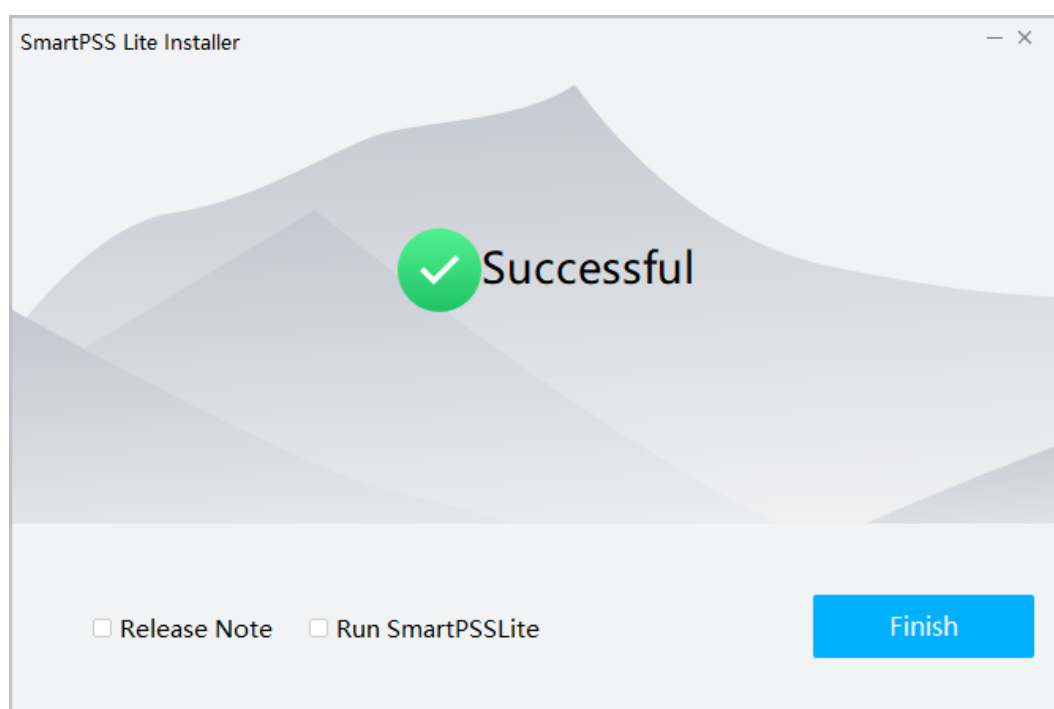 SmartPSS Lite Installer
Successful
Release Note
Run SmartPSSLite
Finish